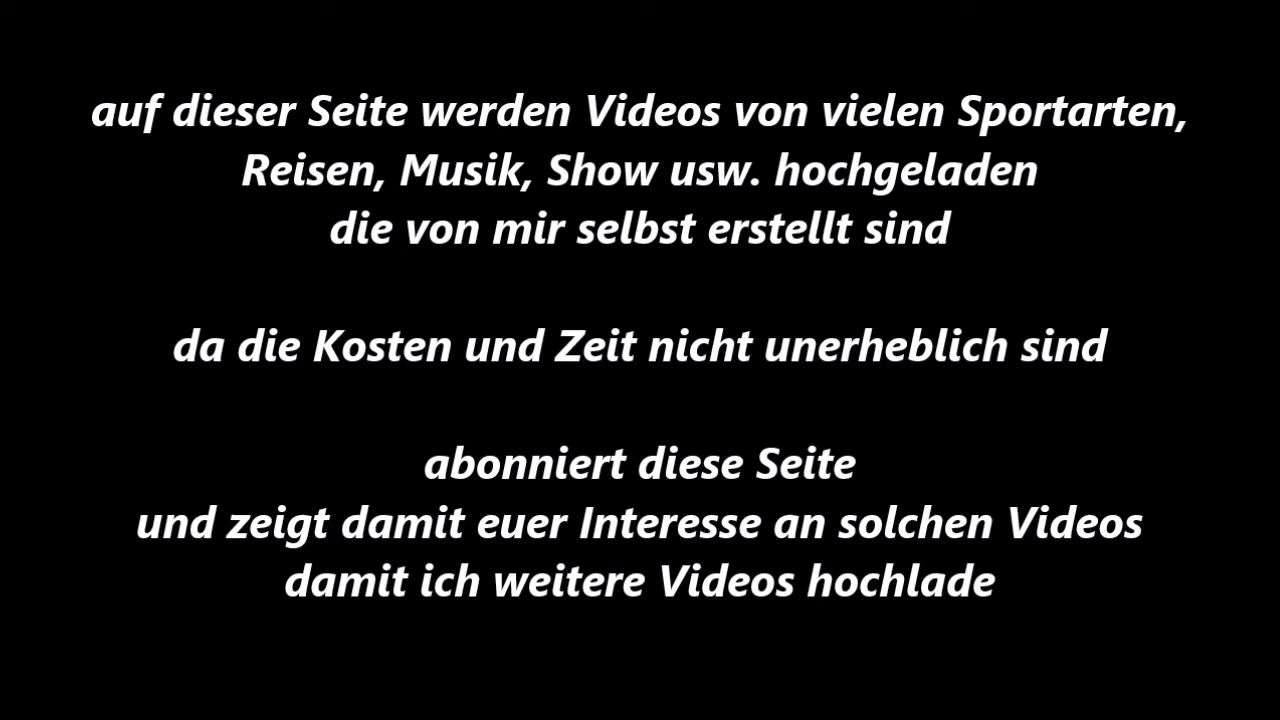 auf dieser Seite werden Videos von vielen Sportarten,
Reisen, Musik, Show usw. hochgeladen
die von mir selbst erstellt sind
da die Kosten und Zeit nicht unerheblich sind
abonniert diese Seite
und zeigt damit euer Interesse an solchen Videos
damit ich weitere Videos hochlade